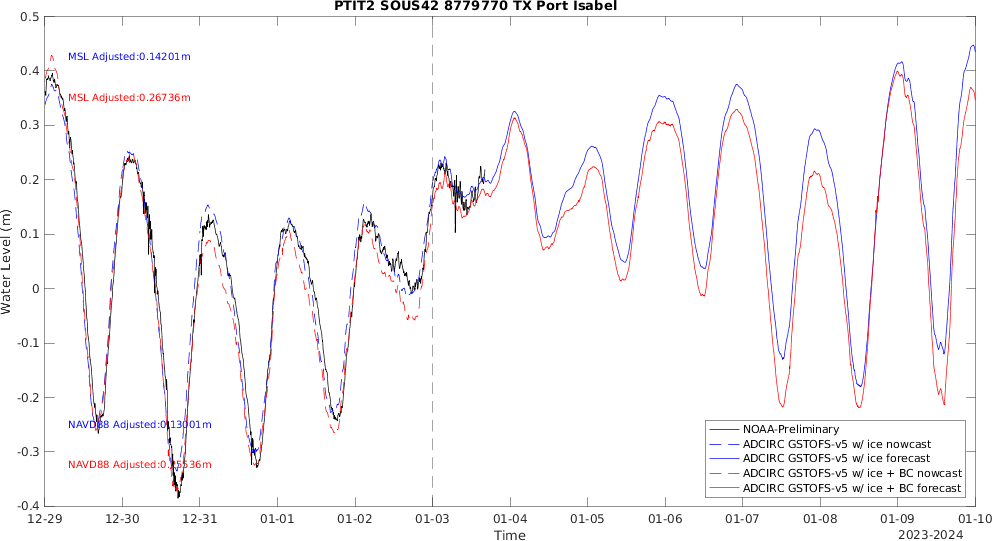 PTIT2 SOUS42 8779770 TX Port Isabel
Water Level (m)
0.5
0.4
0.3
0.2
0.1
0
-0.1
-0.2
-0.3
-0.4
MSL Adjusted:0.14201m
MSL Adjusted:0.26736m
NAVD88 Adjusted:0.13001m
NAVD88 Adjusted:0.25536m
NOAA-Preliminary
ADCIRC GSTOFS-v5 w/ ice nowcast
ADCIRC GSTOFS-v5 w/ ice forecast
ADCIRC GSTOFS-v5 w/ ice + BC nowcast
ADCIRC GSTOFS-v5 w/ ice + BC forecast
12-29 12-30 12-31 01-01 01-02 01-03 01-04 01-05 01-06 01-07 01-08 01-09 01-10
Time
2023-2024